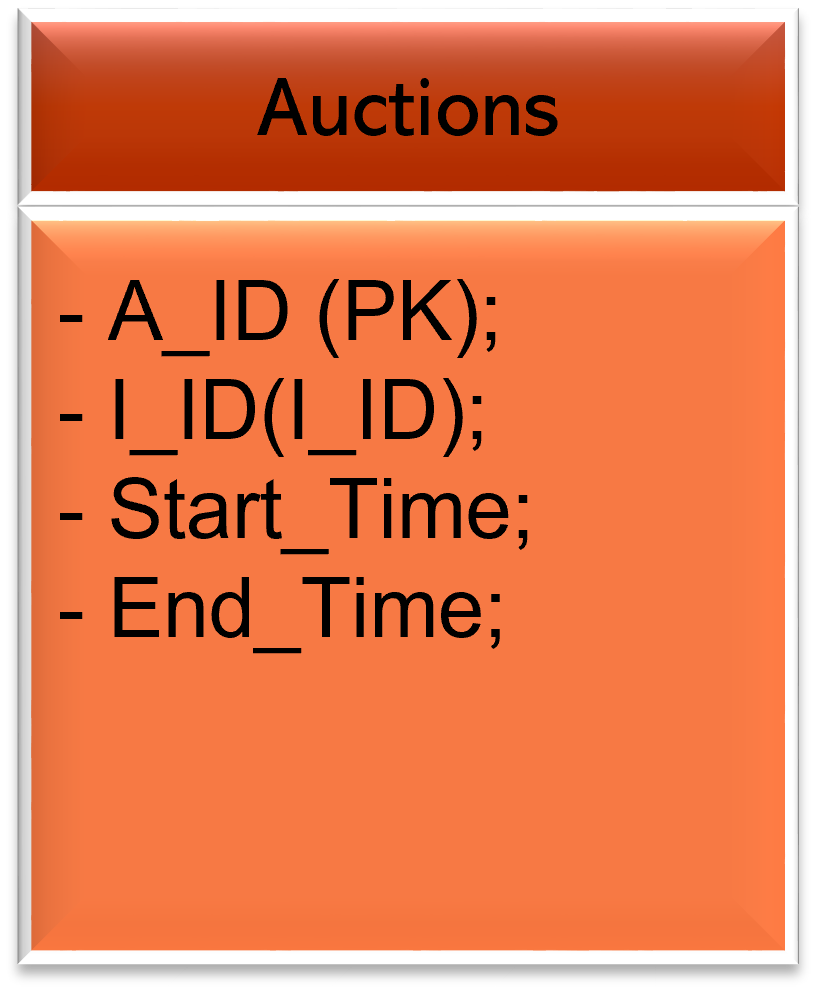 Auctions
- A_ID (PK);
- I_ID(I_ID);
- Start_Time;
- End_Time;